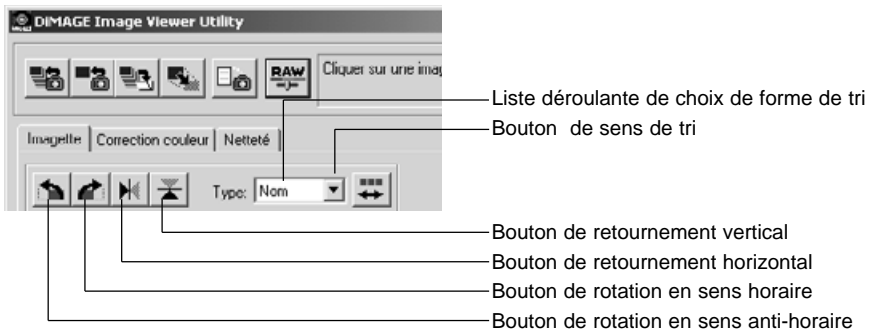 DiMAGE Image Viewer Utility
RAW
Cliquer sur une imag
Liste déroulante de choix de forme de tri
Bouton de sens de tri
Imagette Correction couleur Netteté
Type: Nom
Bouton de retournement vertical
Bouton de retournement horizontal
Bouton de rotation en sens horaire
Bouton de rotation en sens anti-horaire